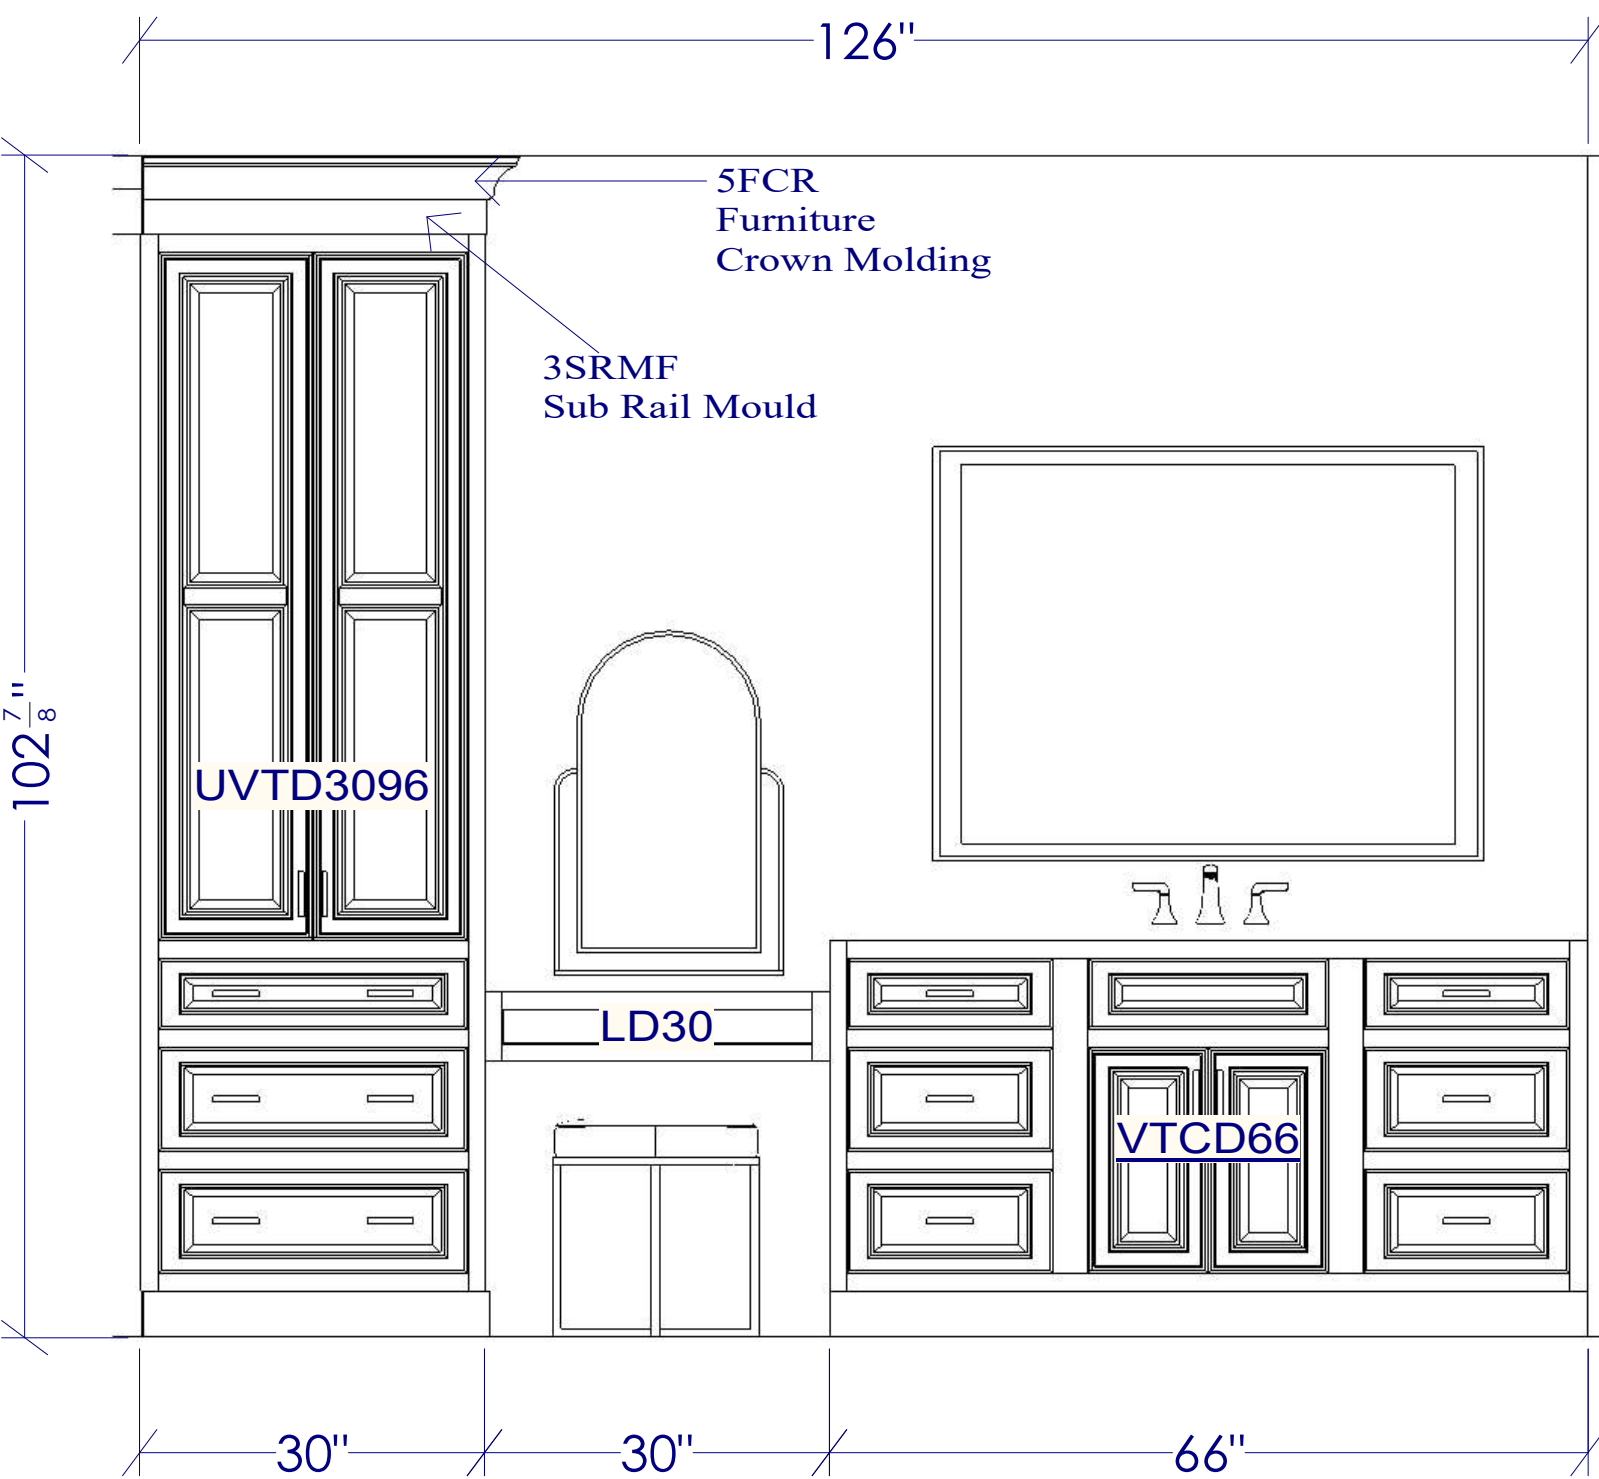 126"
5FCR
Furniture
Crown Molding
3SRMF
Sub Rail Mould
102 7/8"
UVTD3096
LD30
VTCD66
30"
30"
66"